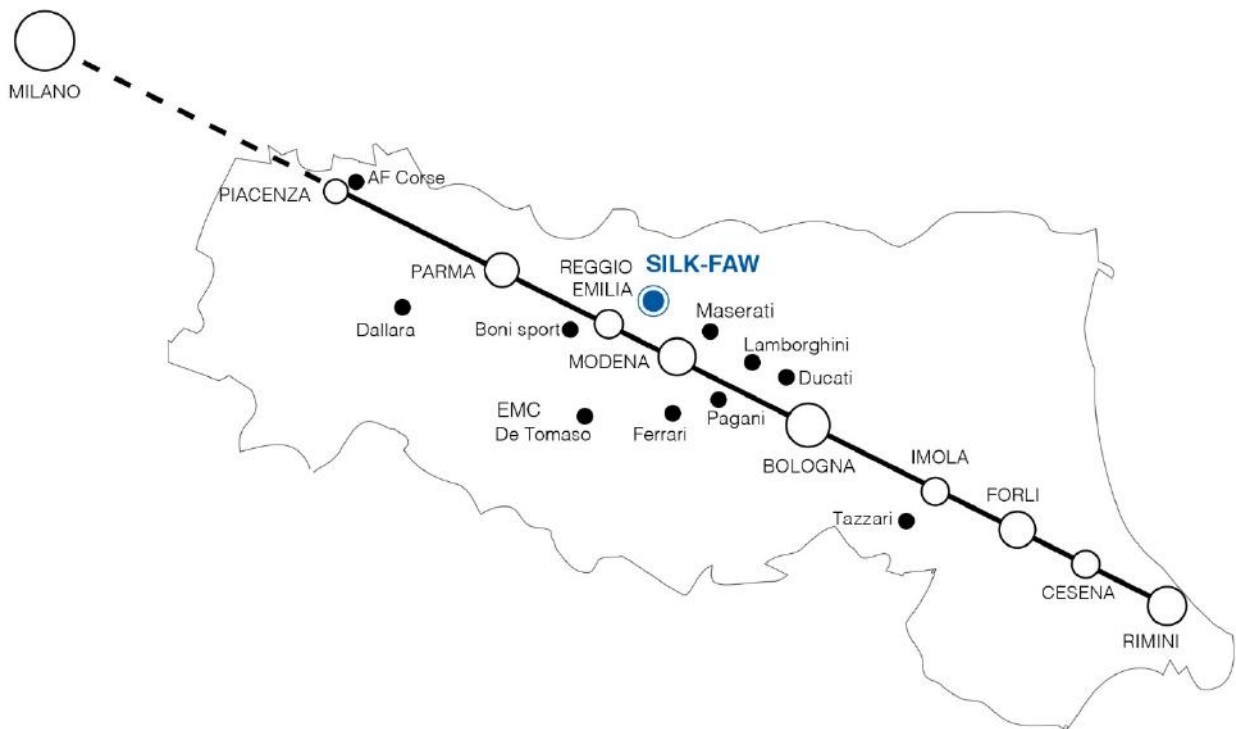 MILANO
AF Corse
PIACENZA
SILK-FAW
REGGIO
EMILIA
PARMA
Maserati
Dallara
Boni sport
Lamborghini
MODENA
Ducati
EMC
De Tomaso
Ferrari
Pagani
BOLOGNA
IMOLA
FORLI
Tazzari
CESENA
RIMINI